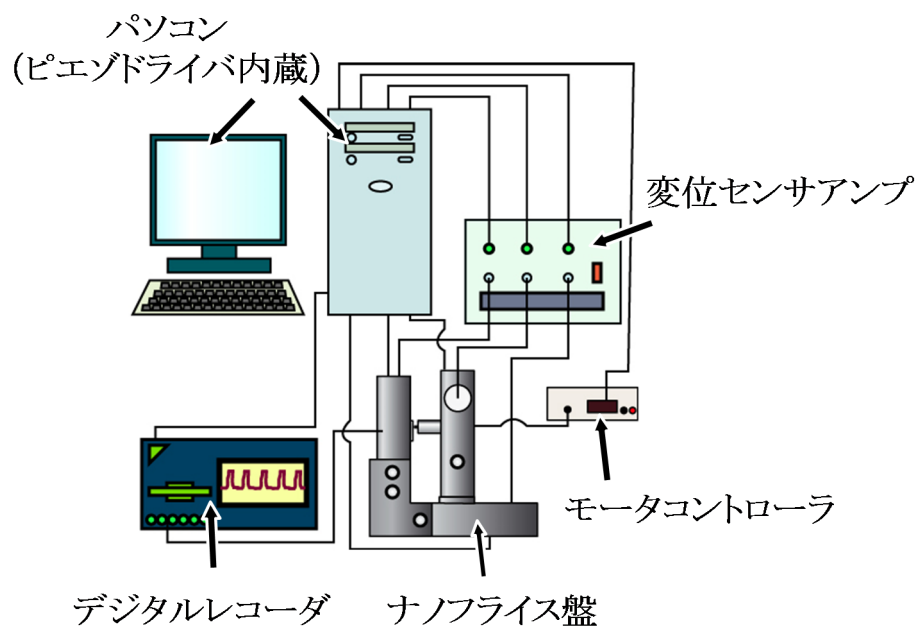 パソコン
（ピエゾドライバ内蔵）
変位センサアンプ
モータコントローラ
デジタルレコーダ
ナノフライス盤